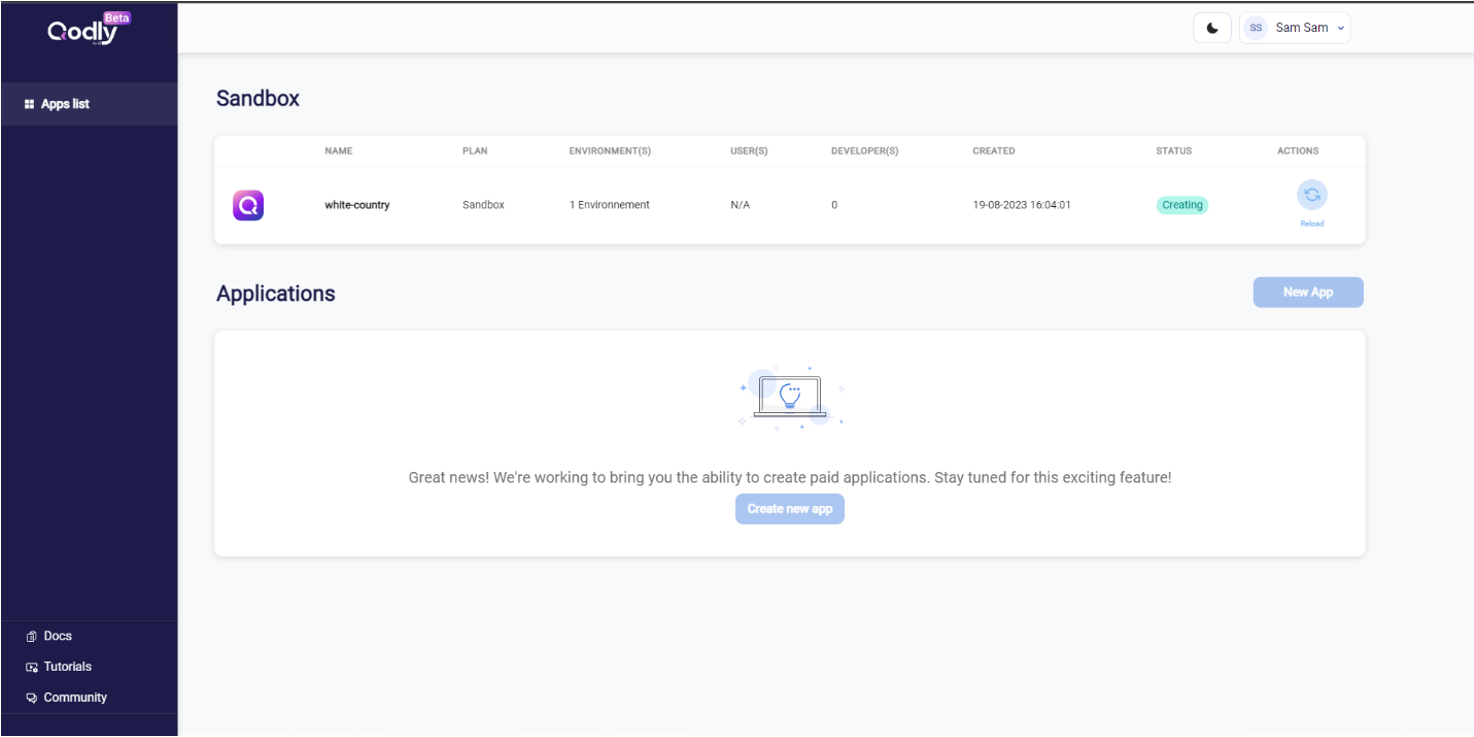 Qodly
Beta
SS Sam Sam
Apps list
Sandbox
NAME PLAN ENVIRONMENT(S) USER(S) DEVELOPER(S) CREATED STATUS ACTIONS
white-country Sandbox 1 Environnement N/A 0 19-08-2023 16:04:01 Creating
Reload
Applications
New App
Great news! We're working to bring you the ability to create paid applications. Stay tuned for this exciting feature!
Create new app
Docs
Tutorials
Community